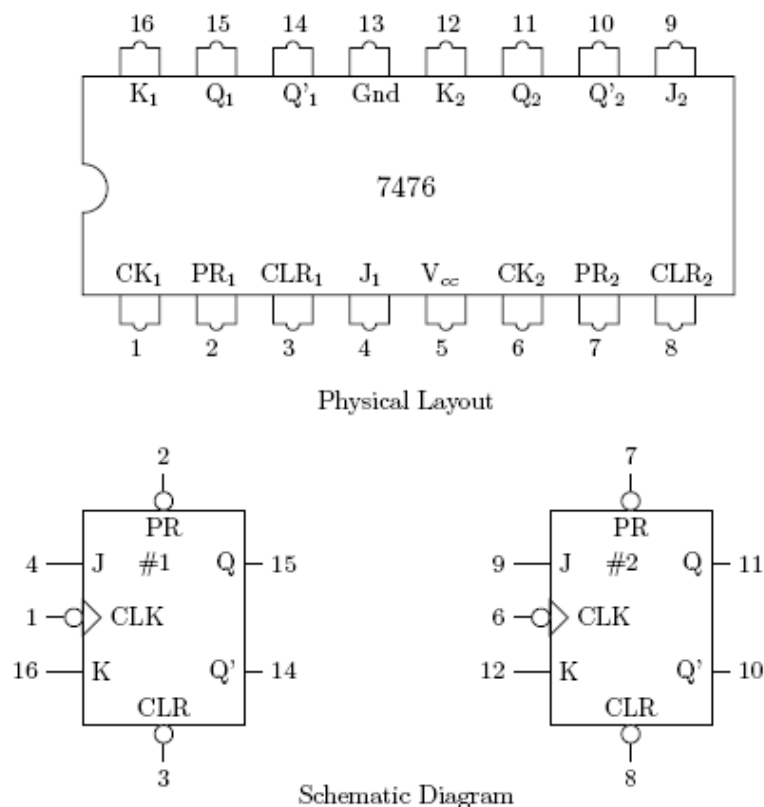 16 15 14 13 12 11 10 9
K₁ Q₁ Q'₁ Gnd K₂ Q₂ Q'₂ J₂
7476
CK₁ PR₁ CLR₁ J₁ V꜀꜀ CK₂ PR₂ CLR₂
1 2 3 4 5 6 7 8
Physical Layout
2 7
PR PR
4 J #1 Q 15 9 J #2 Q 11
1 CLK 6 CLK
16 K Q' 14 12 K Q' 10
CLR CLR
3 8
Schematic Diagram